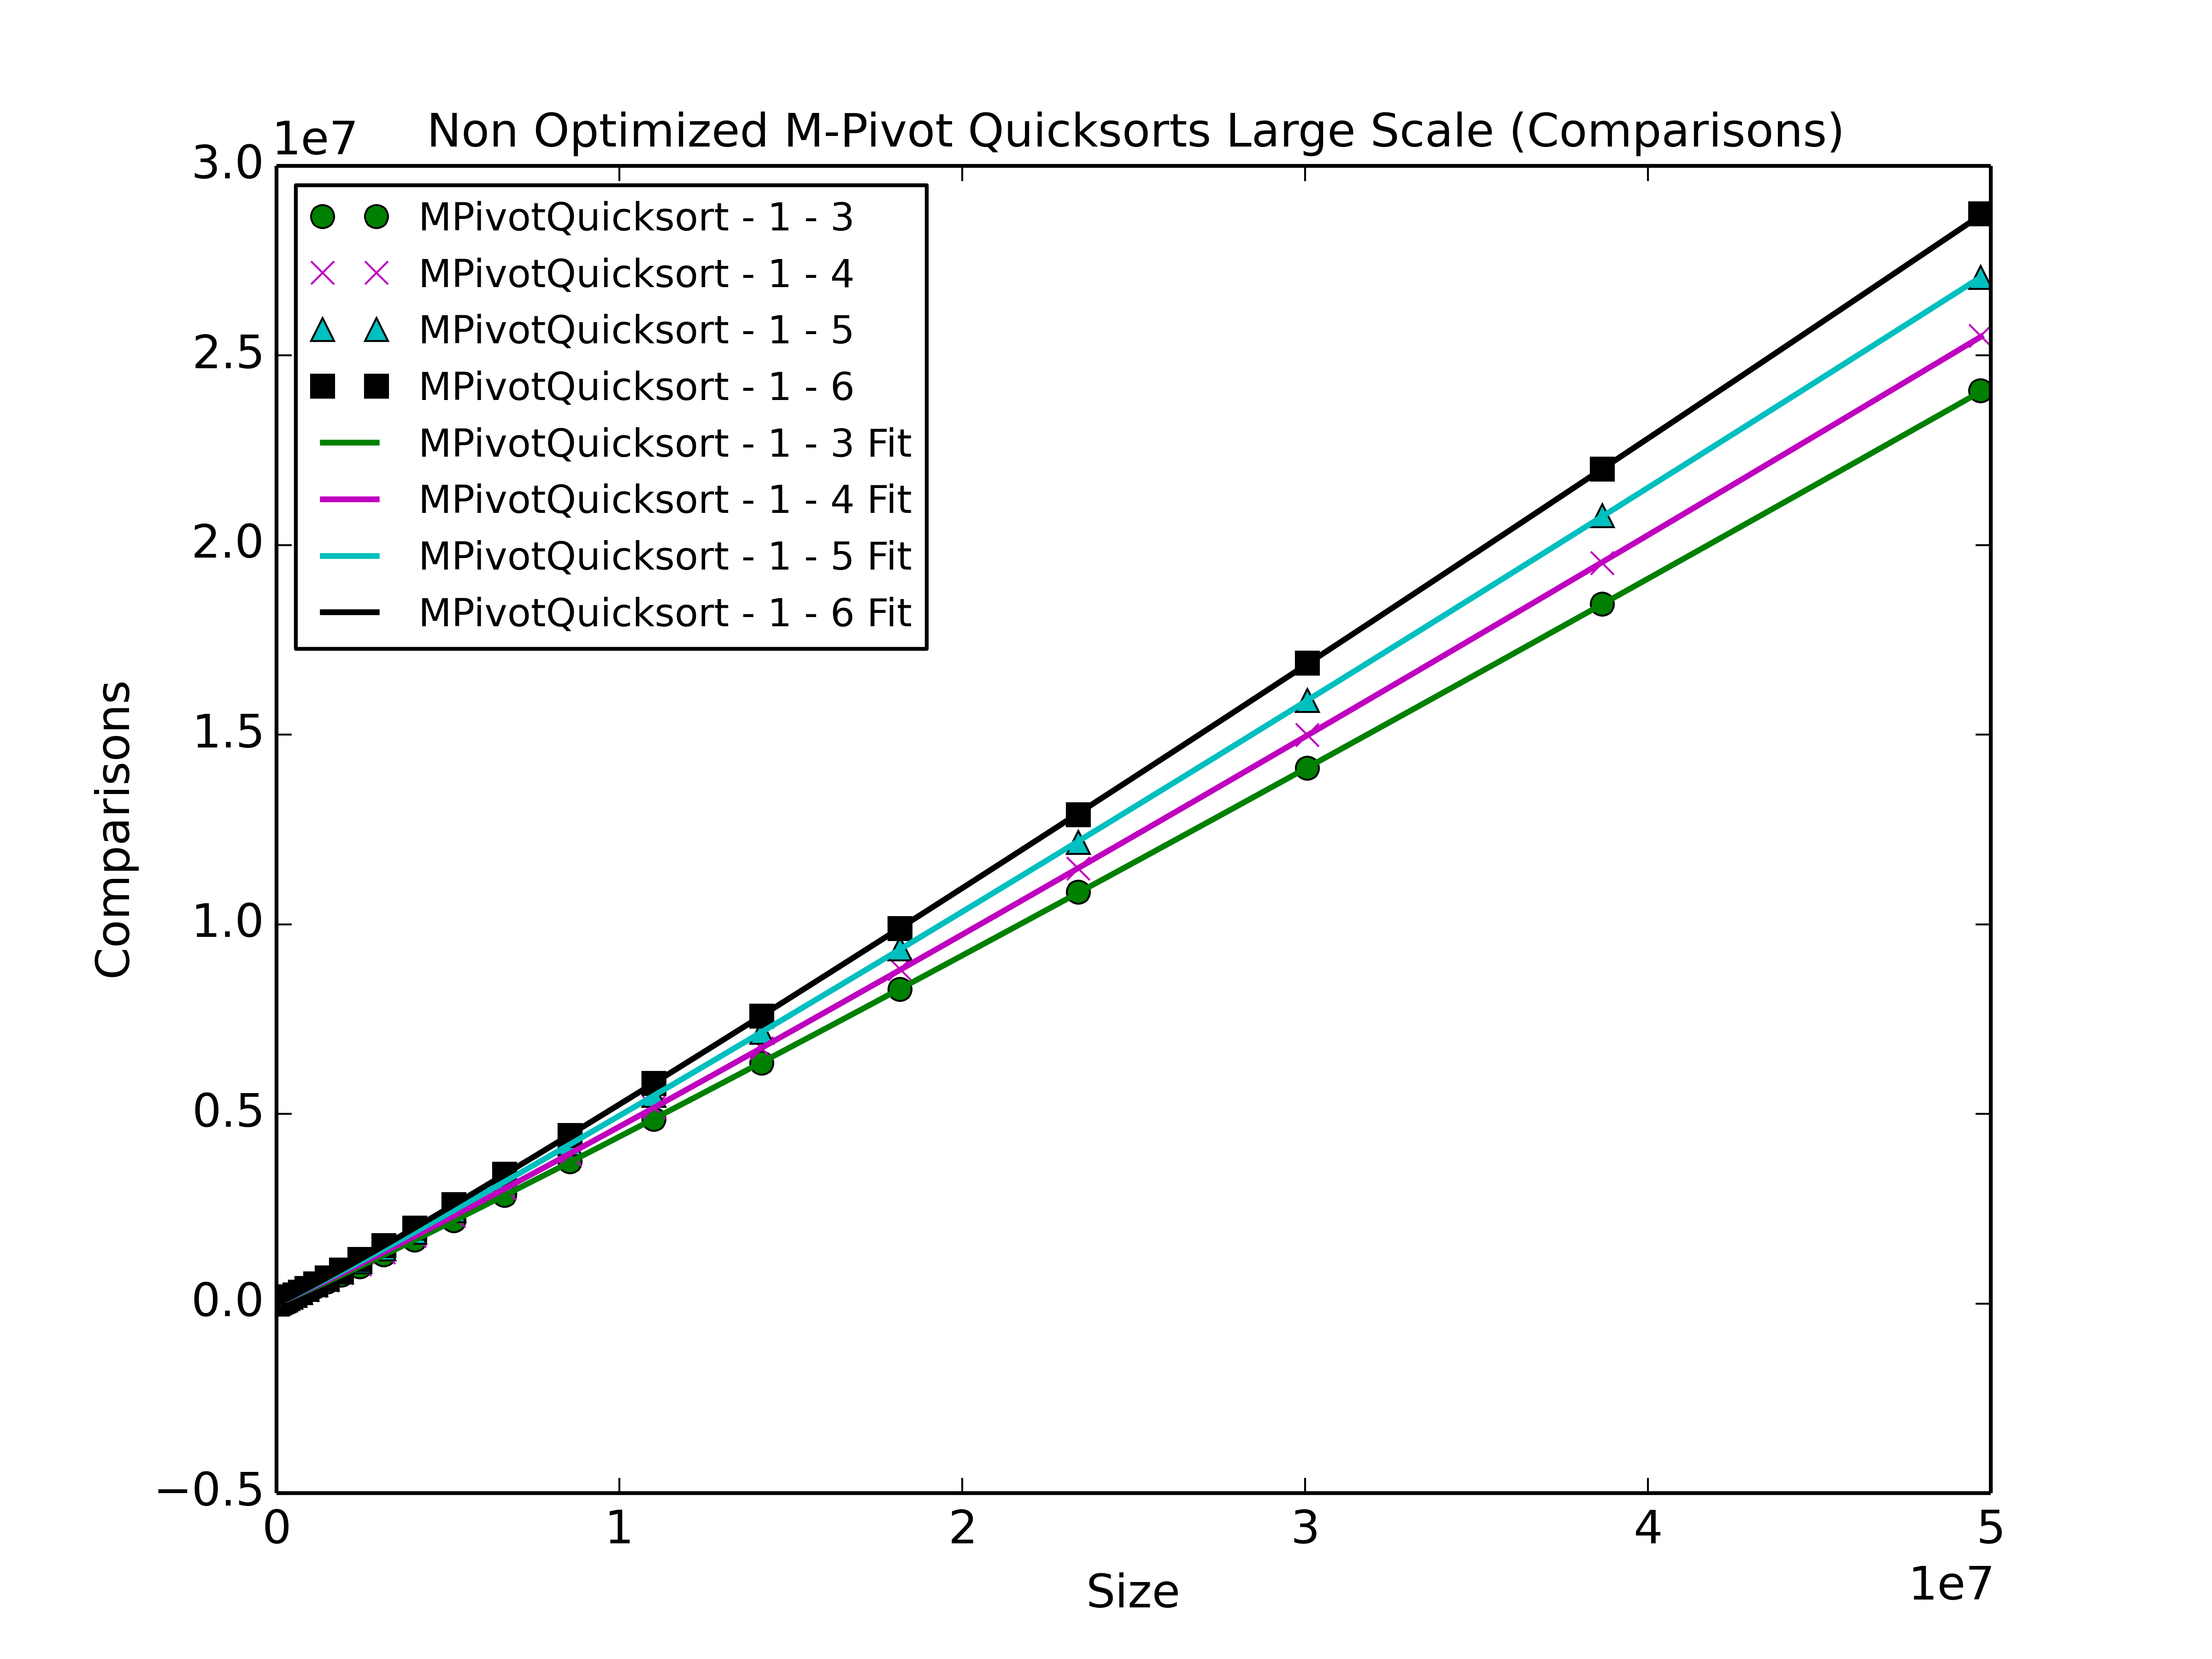 1e7
Non Optimized M-Pivot Quicksorts Large Scale (Comparisons)
3.0
2.5
2.0
1.5
1.0
0.5
0.0
−0.5
Comparisons
MPivotQuicksort - 1 - 3
MPivotQuicksort - 1 - 4
MPivotQuicksort - 1 - 5
MPivotQuicksort - 1 - 6
MPivotQuicksort - 1 - 3 Fit
MPivotQuicksort - 1 - 4 Fit
MPivotQuicksort - 1 - 5 Fit
MPivotQuicksort - 1 - 6 Fit
0 1 2 3 4 5
Size
1e7